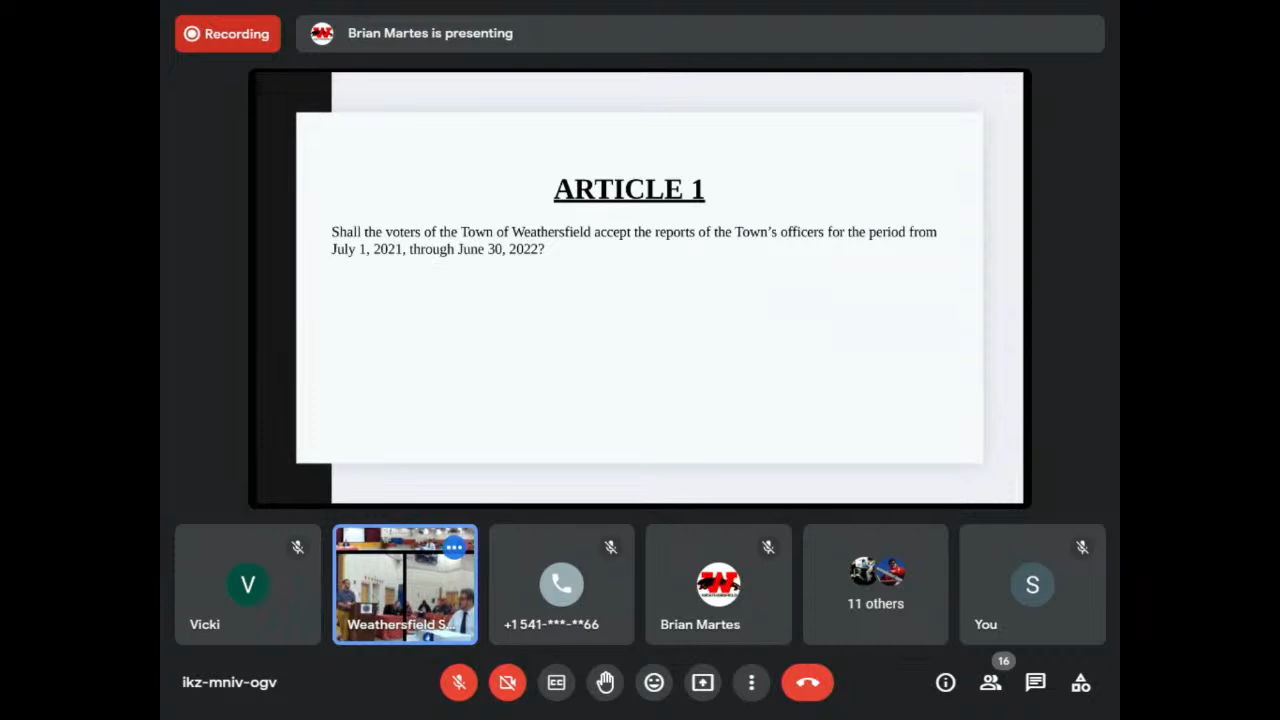 Recording
Brian Martes is presenting
ARTICLE 1
Shall the voters of the Town of Weathersfield accept the reports of the Town’s officers for the period from
July 1, 2021, through June 30, 2022?
V
Vicki
Weathersfield S...
+1 541-***-**66
W
WEATHERSFIELD
Brian Martes
11 others
S
You
ikz-mniv-ogv
CC
16